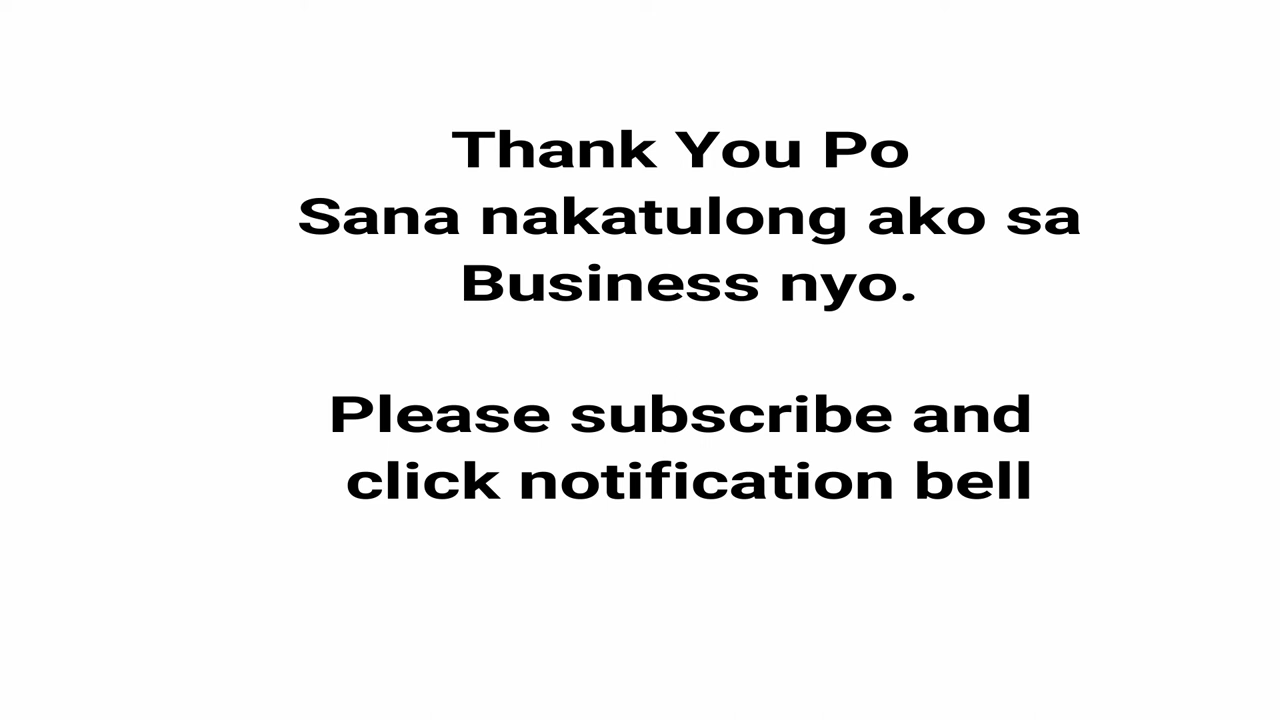 Thank You Po
Sana nakatulong ako sa
Business nyo.
Please subscribe and
click notification bell